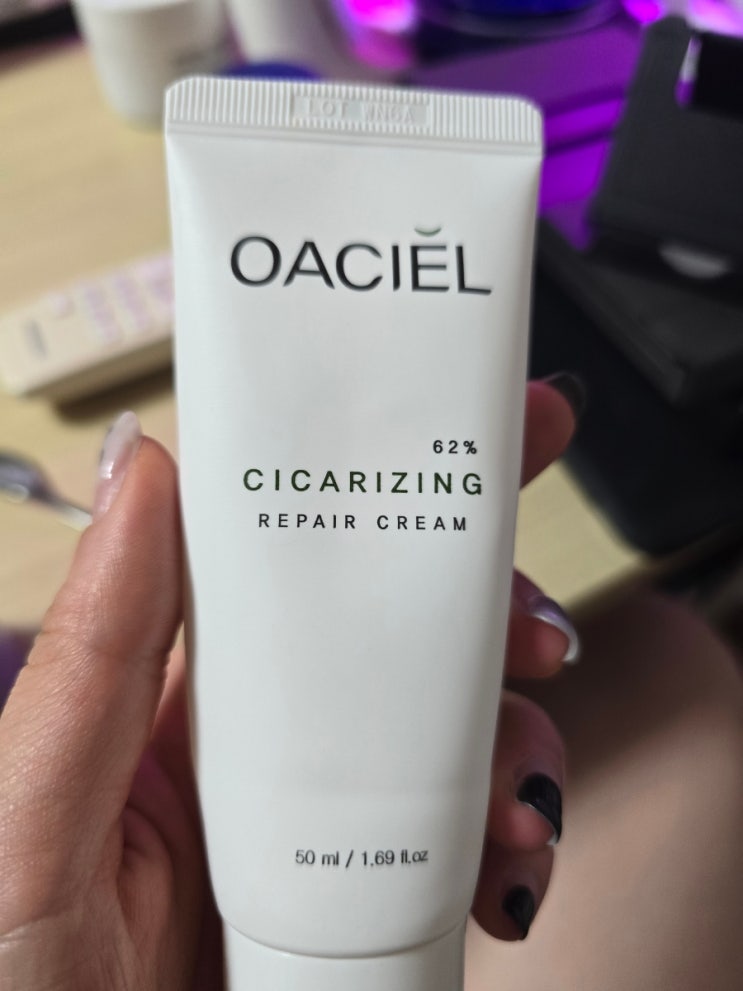 OACIĔL
62%
CICARIZING
REPAIR CREAM
50 ml / 1.69 fl.oz